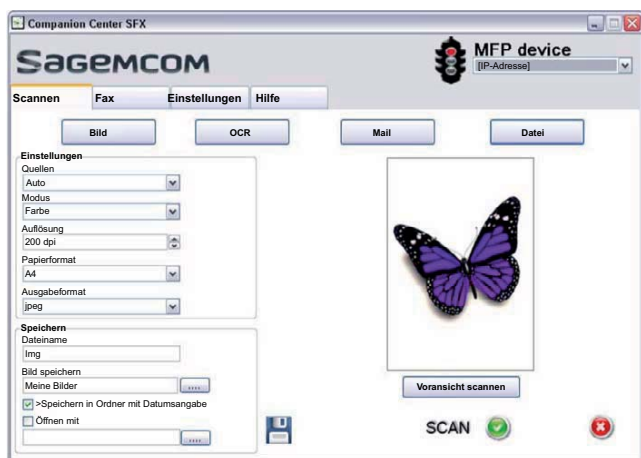 Companion Center SFX
Sagemcom
MFP device
[IP-Adresse]
Scannen Fax Einstellungen Hilfe
Bild OCR Mail Datei
Einstellungen
Quellen
Auto
Modus
Farbe
Auflösung
200 dpi
Papierformat
A4
Ausgabeformat
jpeg
Speichern
Dateiname
Img
Bild speichern
Meine Bilder
....
>Speichern in Ordner mit Datumsangabe
Öffnen mit
....
Voransicht scannen
SCAN